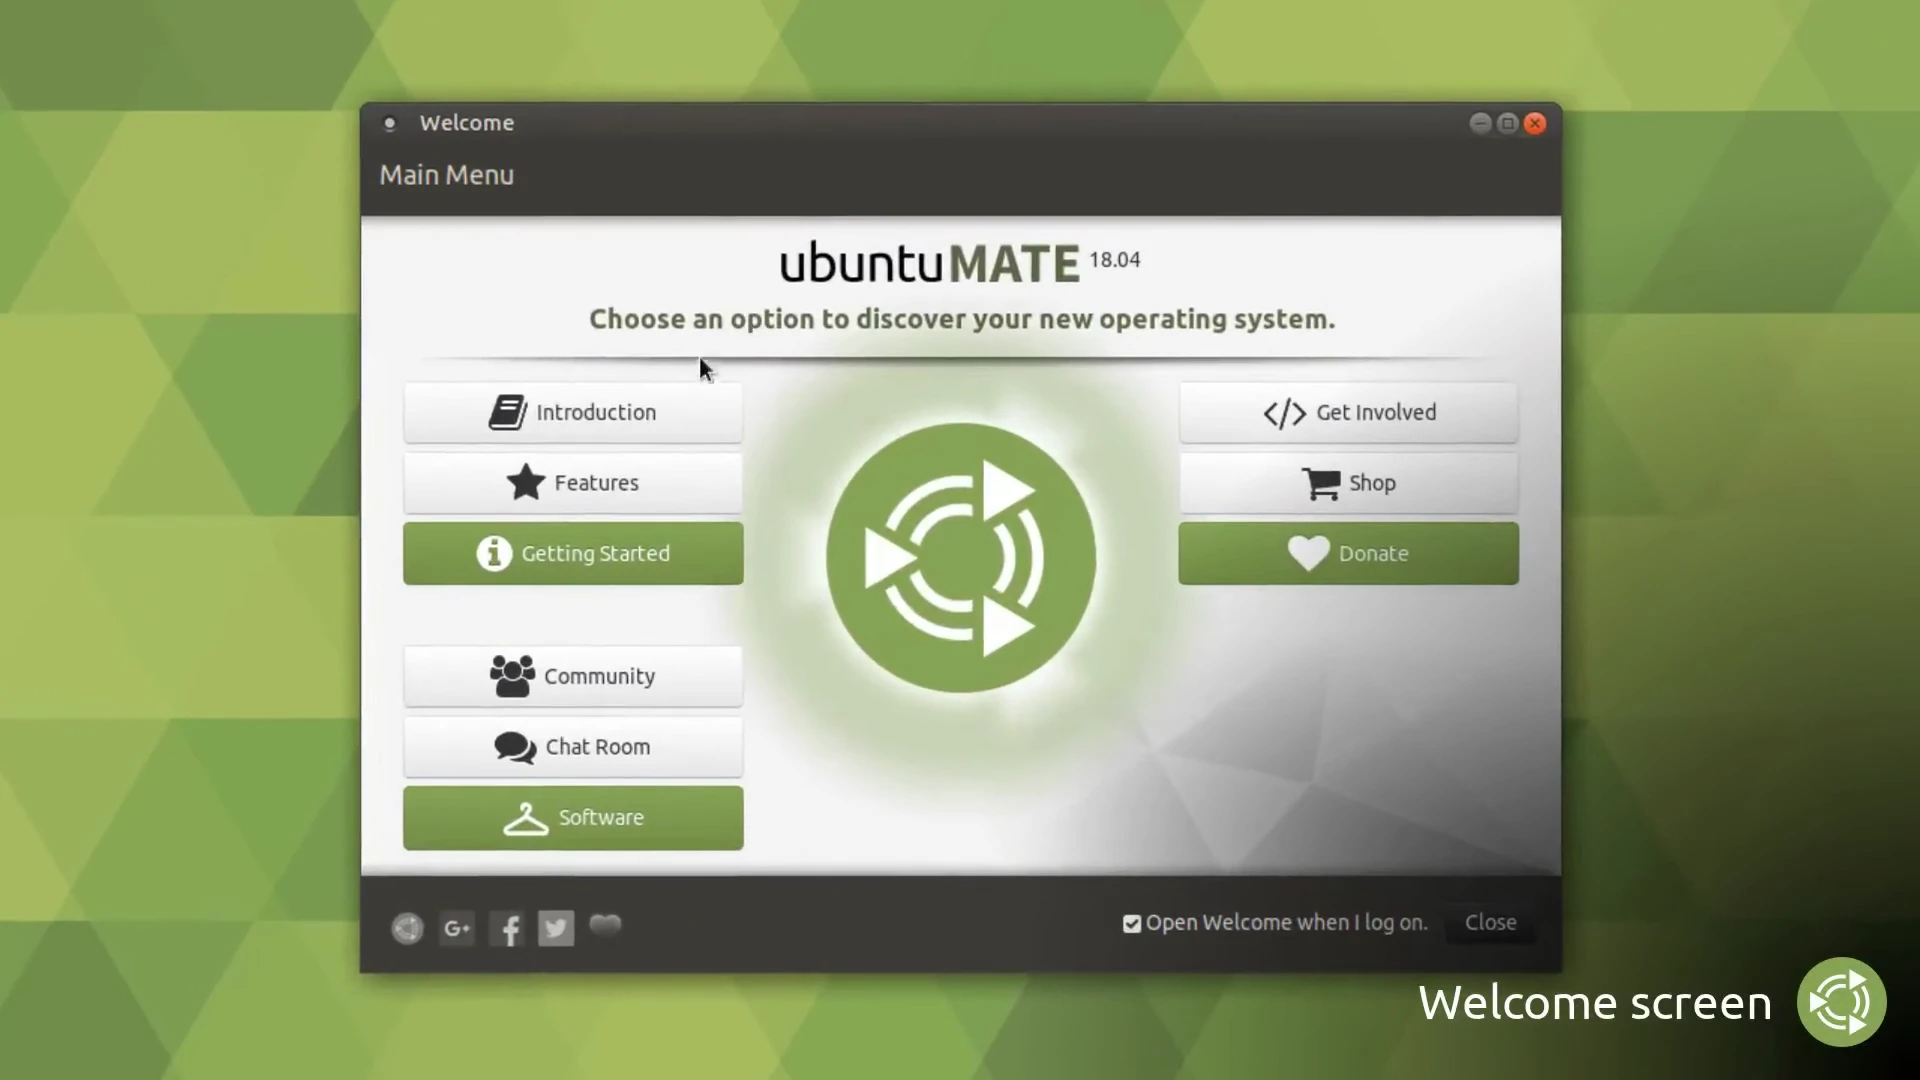 Welcome
Main Menu
ubuntu MATE 18.04
Choose an option to discover your new operating system.
Introduction
Features
Getting Started
Community
Chat Room
Software
Get Involved
Shop
Donate
G+
Open Welcome when I log on.
Close
Welcome screen